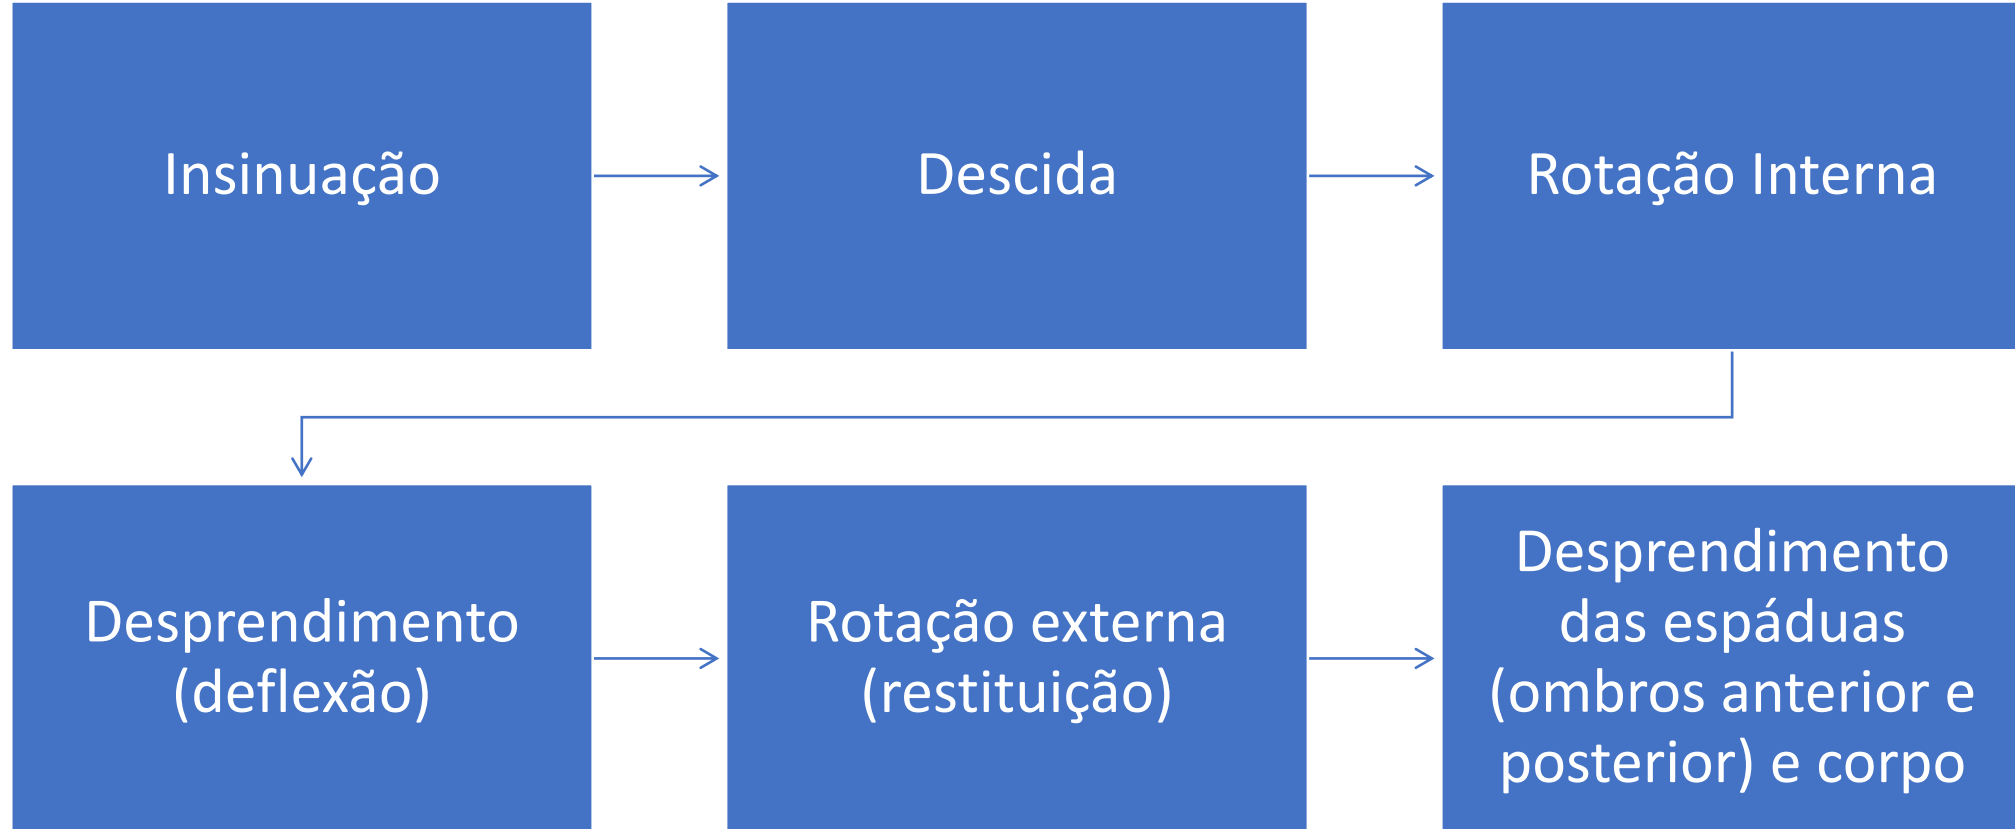 Insinuação
Descida
Rotação Interna
Desprendimento
(deflexão)
Rotação externa
(restituição)
Desprendimento
das espáduas
(ombros anterior e
posterior) e corpo